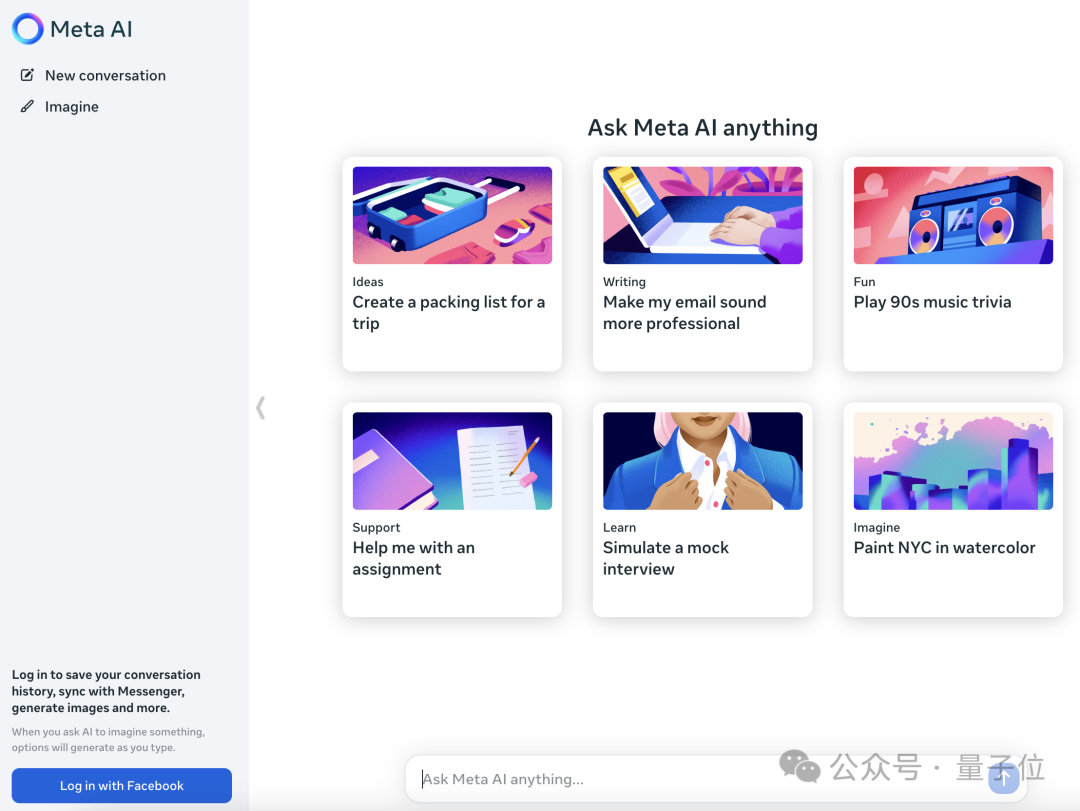 Meta AI
New conversation
Imagine
Log in to save your conversation
history, sync with Messenger,
generate images and more.
When you ask AI to imagine something,
options will generate as you type.
Log in with Facebook
Ask Meta AI anything
Ideas
Create a packing list for a
trip
Writing
Make my email sound
more professional
Fun
Play 90s music trivia
Support
Help me with an
assignment
Learn
Simulate a mock
interview
Imagine
Paint NYC in watercolor
Ask Meta AI anything...
公众号 · 量子位